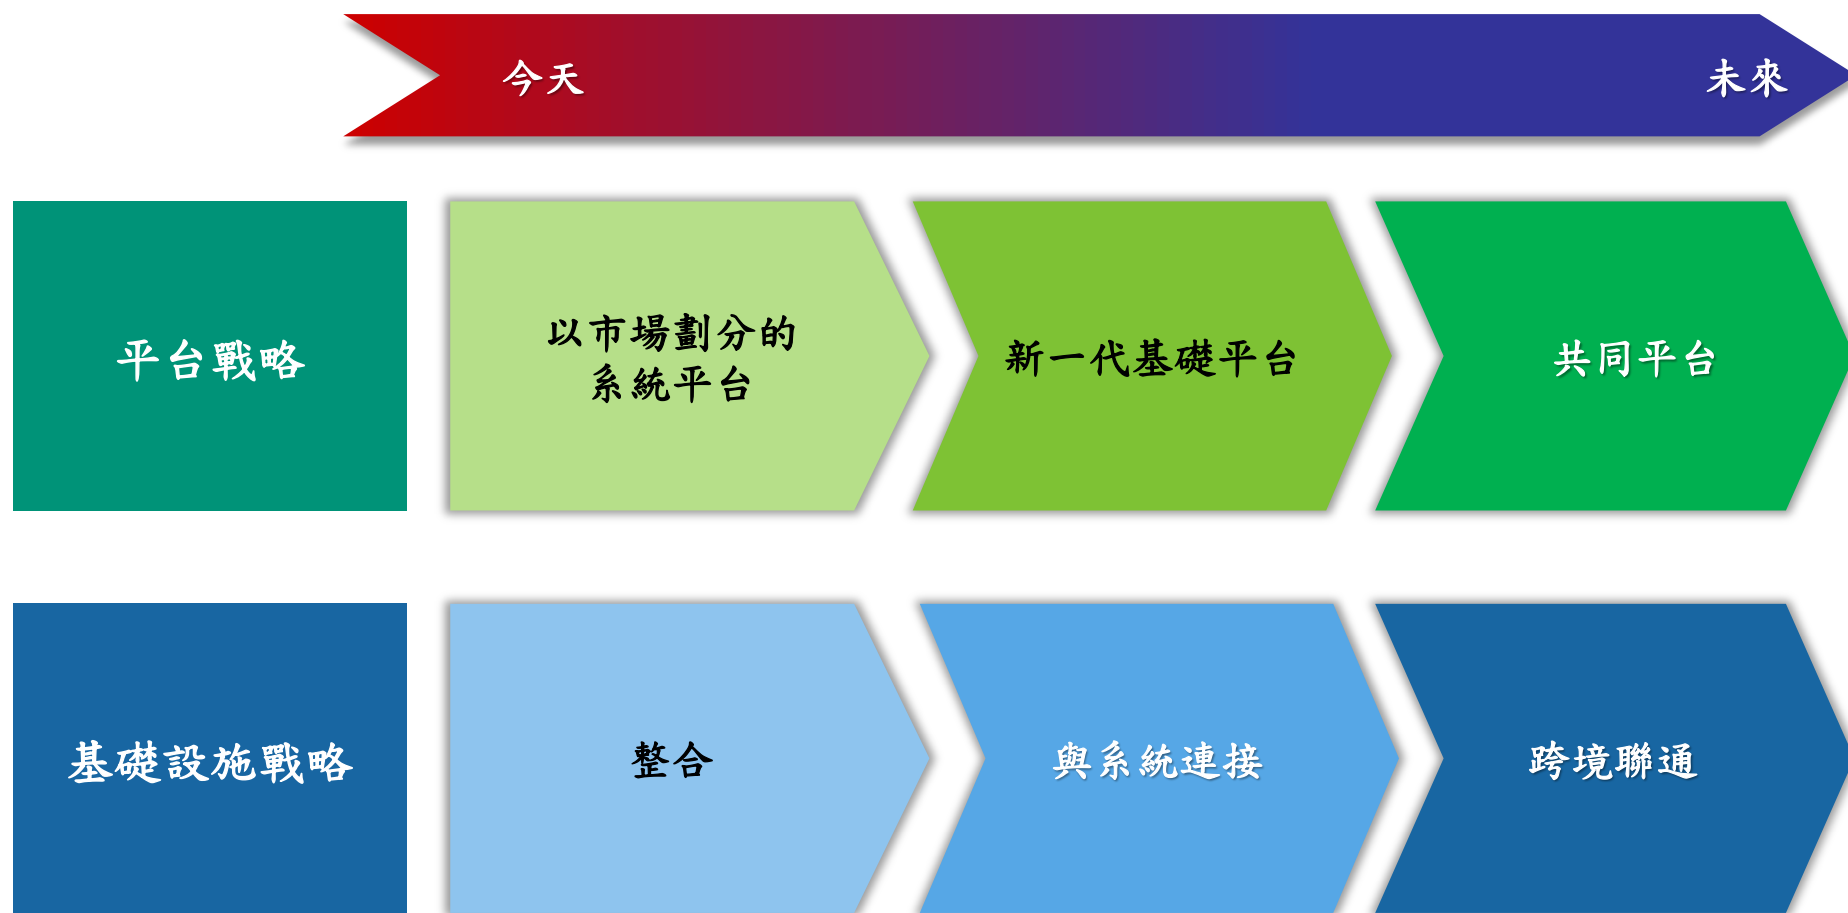 今天
未來
平台戰略
以市場劃分的
系統平台
新一代基礎平台
共同平台
基礎設施戰略
整合
與系統連接
跨境聯通